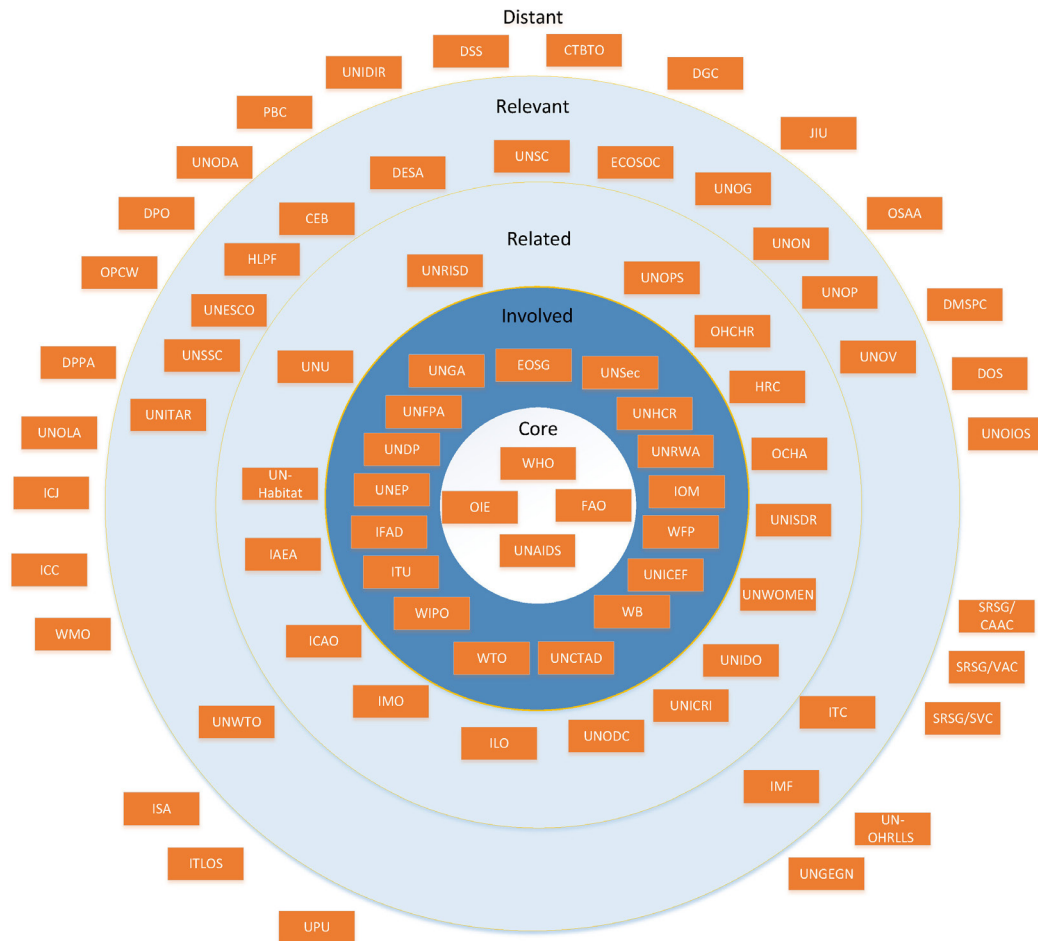 Distant
DSS
CTBTO
UNIDIR
DGC
PBC
Relevant
JIU
UNODA
UNSC
ECOSOC
DESA
UNOG
DPO
CEB
OSAA
Related
UNON
HLPF
OPCW
UNRISD
UNOPS
UNOP
UNESCO
DMSPC
Involved
OHCHR
UNSSC
UNOV
DPPA
UNU
UNGA
EOSG
UNSec
HRC
DOS
UNITAR
UNFPA
UNHCR
UNOLA
Core
UNOIOS
UNDP
WHO
UNRWA
OCHA
UN-
Habitat
UNEP
IOM
ICJ
OIE
FAO
UNISDR
IFAD
WFP
IAEA
UNAIDS
ICC
ITU
UNICEF
UNWOMEN
WIPO
WB
SRSG/
CAAC
WMO
ICAO
WTO
UNCTAD
UNIDO
SRSG/VAC
IMO
UNICRI
ITC
SRSG/SVC
UNWTO
ILO
UNODC
IMF
ISA
UN-
OHRLLS
ITLOS
UNGEGN
UPU